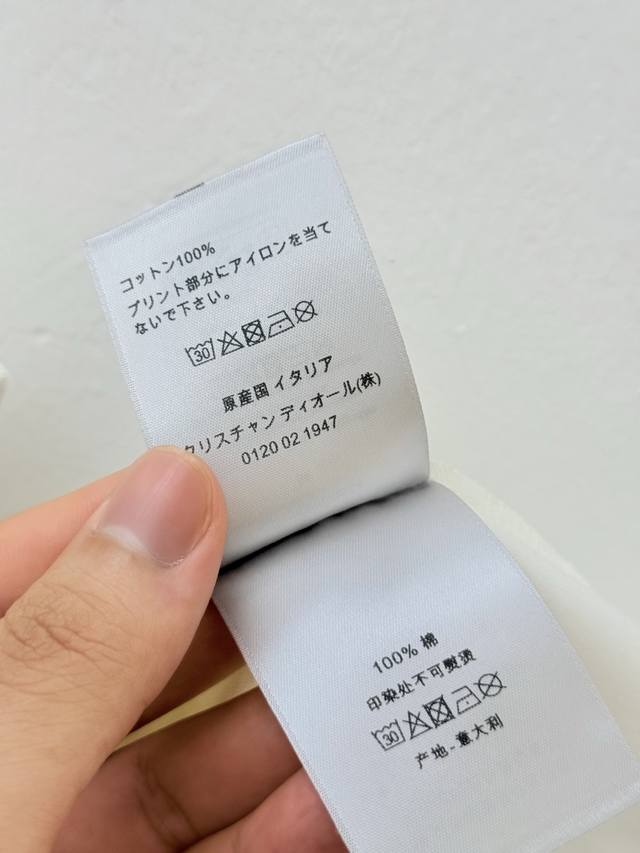 コットン100%
プリント部分にアイロンを当て
ないで下さい。
30
原産国 イタリア
クリスチャン ディオール(株)
0120 02 1947
100% 棉
印染处不可熨烫
30
产地-意大利